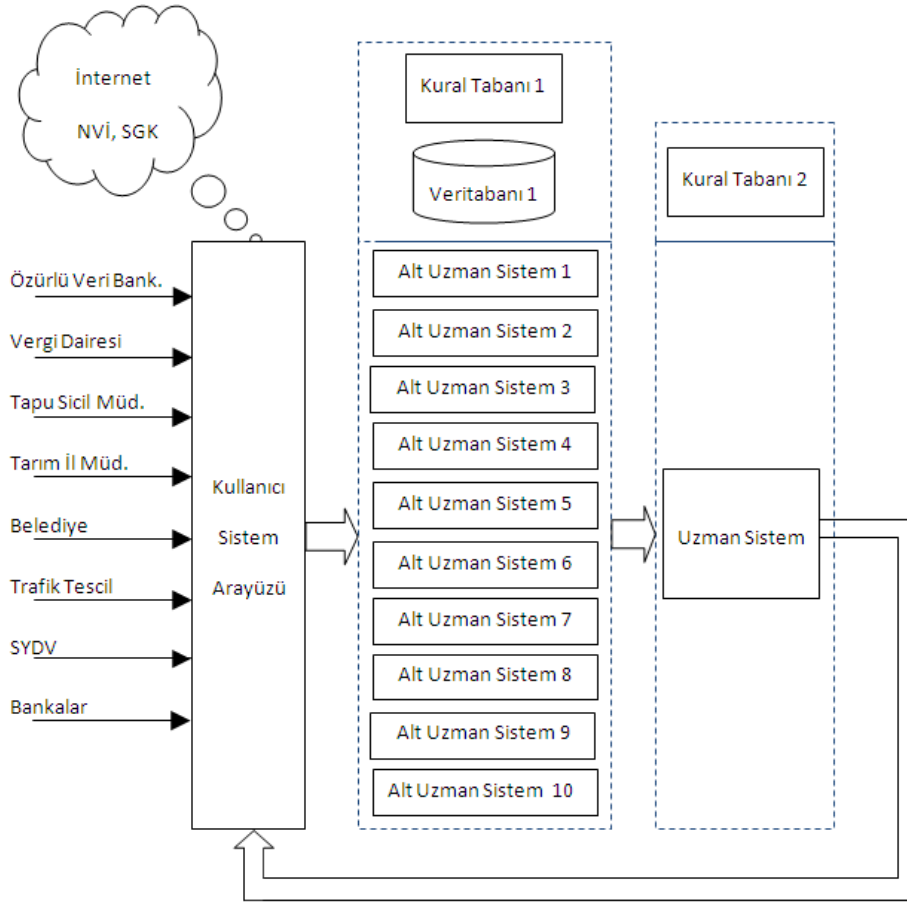 İnternet
NVİ, SGK
Özürlü Veri Bank.
Vergi Dairesi
Tapu Sicil Müd.
Tarım İl Müd.
Belediye
Trafik Tescil
SYDV
Bankalar
Kullanıcı
Sistem
Arayüzü
Kural Tabanı 1
Veritabanı 1
Alt Uzman Sistem 1
Alt Uzman Sistem 2
Alt Uzman Sistem 3
Alt Uzman Sistem 4
Alt Uzman Sistem 5
Alt Uzman Sistem 6
Alt Uzman Sistem 7
Alt Uzman Sistem 8
Alt Uzman Sistem 9
Alt Uzman Sistem 10
Kural Tabanı 2
Uzman Sistem